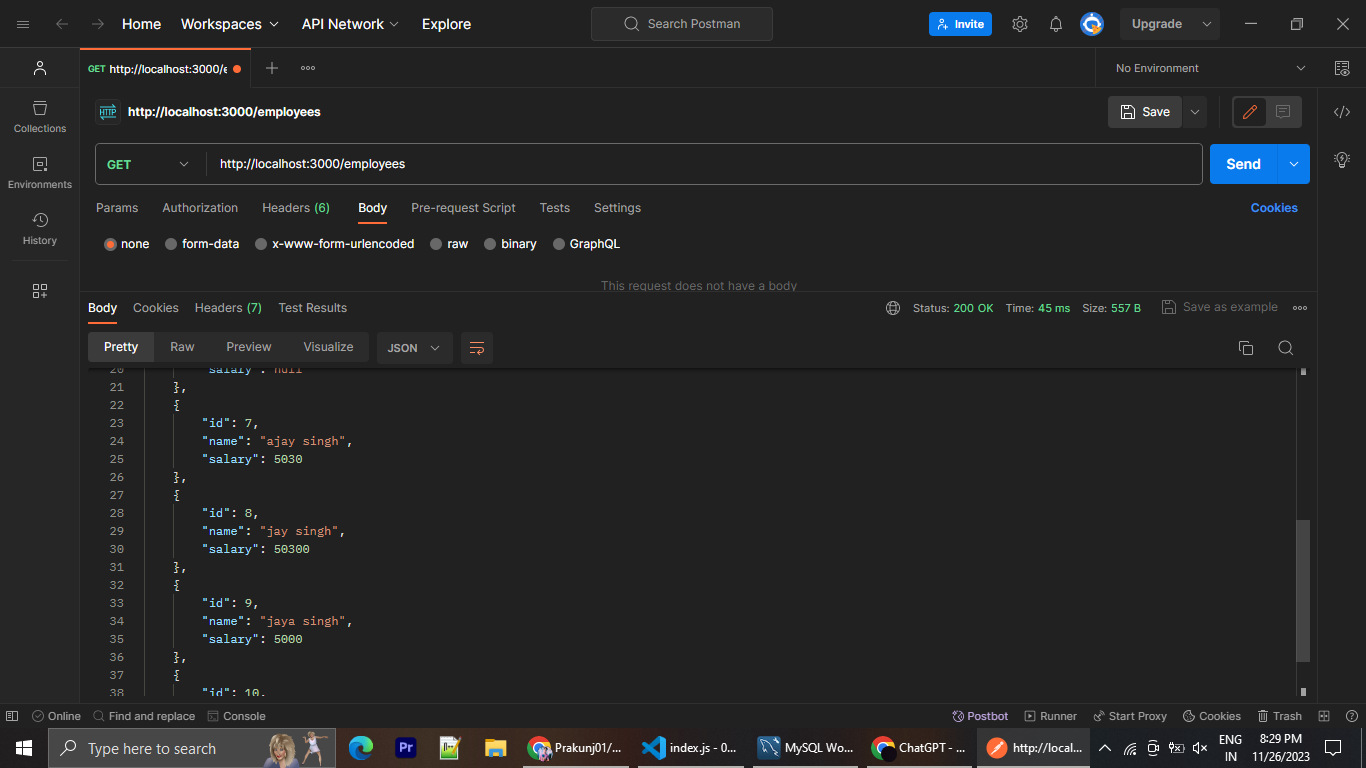 Home Workspaces API Network Explore Search Postman Invite Upgrade
GET http://localhost:3000/e No Environment
HTTP http://localhost:3000/employees Save
Collections
GET http://localhost:3000/employees Send
Environments
Params Authorization Headers (6) Body Pre-request Script Tests Settings Cookies
History
none form-data x-www-form-urlencoded raw binary GraphQL
This request does not have a body
Body Cookies Headers (7) Test Results Status: 200 OK Time: 45 ms Size: 557 B Save as example
Pretty Raw Preview Visualize JSON
20 "salary": null
21 },
22 {
23 "id": 7,
24 "name": "ajay singh",
25 "salary": 5030
26 },
27 {
28 "id": 8,
29 "name": "jay singh",
30 "salary": 50300
31 },
32 {
33 "id": 9,
34 "name": "jaya singh",
35 "salary": 5000
36 },
37 {
38 "id": 10,
Online Find and replace Console Postbot Runner Start Proxy Cookies Trash
Type here to search Pr Prakunj01/... index.js - 0... MySQL Wo... ChatGPT - ... http://local... ENG 8:29 PM
IN 11/26/2023